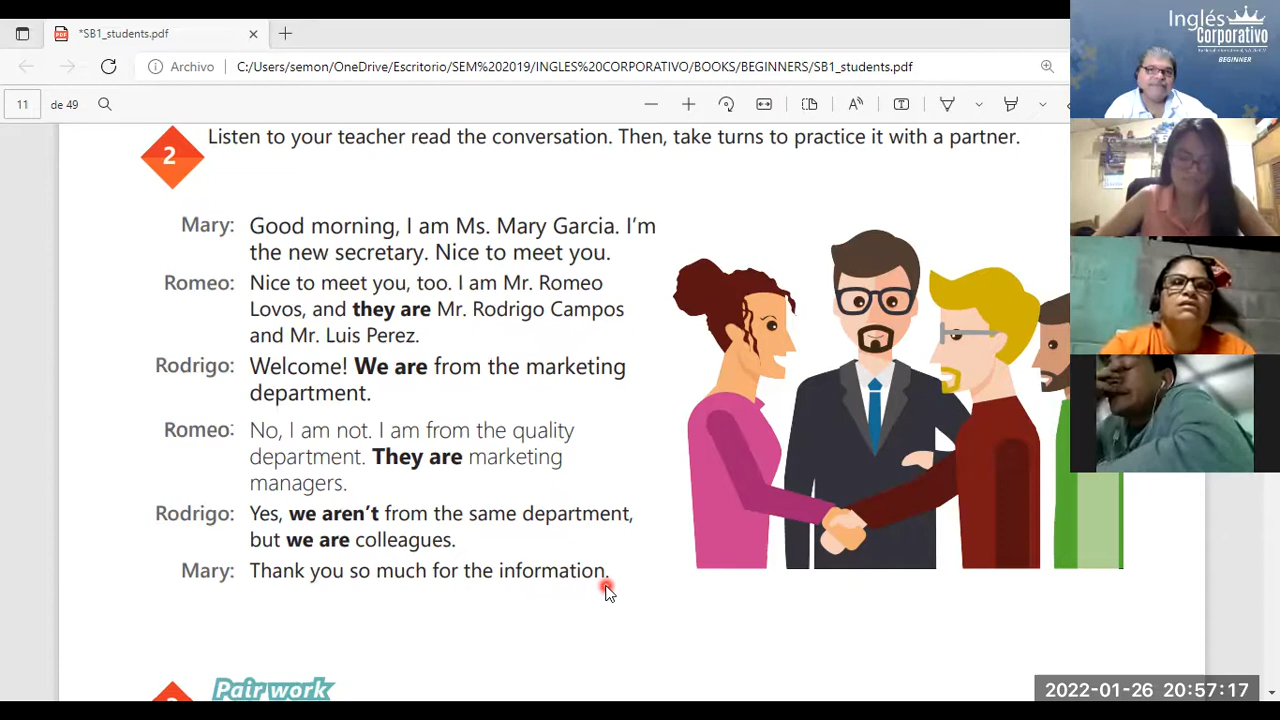 *SB1_students.pdf
Archivo
C:/Users/semon/OneDrive/Escritorio/SEM%202019/INGLES%20CORPORATIVO/BOOKS/BEGINNERS/SB1_students.pdf
11 de 49
Inglés
Corporativo
BEGINNER
2
Listen to your teacher read the conversation. Then, take turns to practice it with a partner.
Mary: Good morning, I am Ms. Mary Garcia. I'm
the new secretary. Nice to meet you.
Romeo: Nice to meet you, too. I am Mr. Romeo
Lovos, and they are Mr. Rodrigo Campos
and Mr. Luis Perez.
Rodrigo: Welcome! We are from the marketing
department.
Romeo: No, I am not. I am from the quality
department. They are marketing
managers.
Rodrigo: Yes, we aren't from the same department,
but we are colleagues.
Mary: Thank you so much for the information.
Pair work
2022-01-26 20:57:17